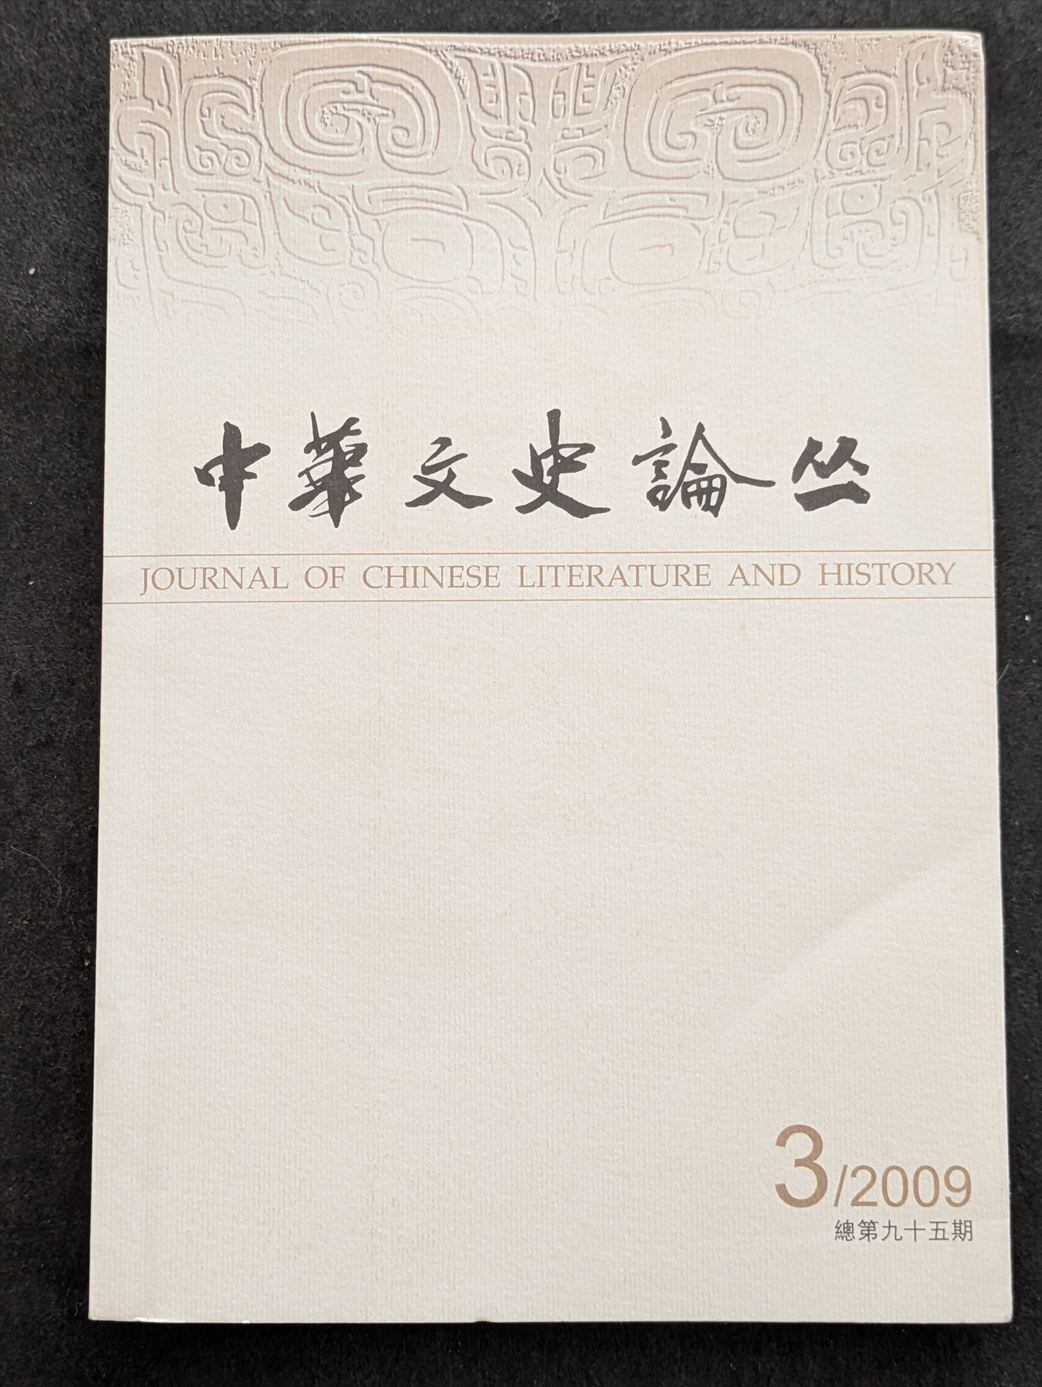 中華文史論丛
JOURNAL OF CHINESE LITERATURE AND HISTORY
3/2009
總第九十五期